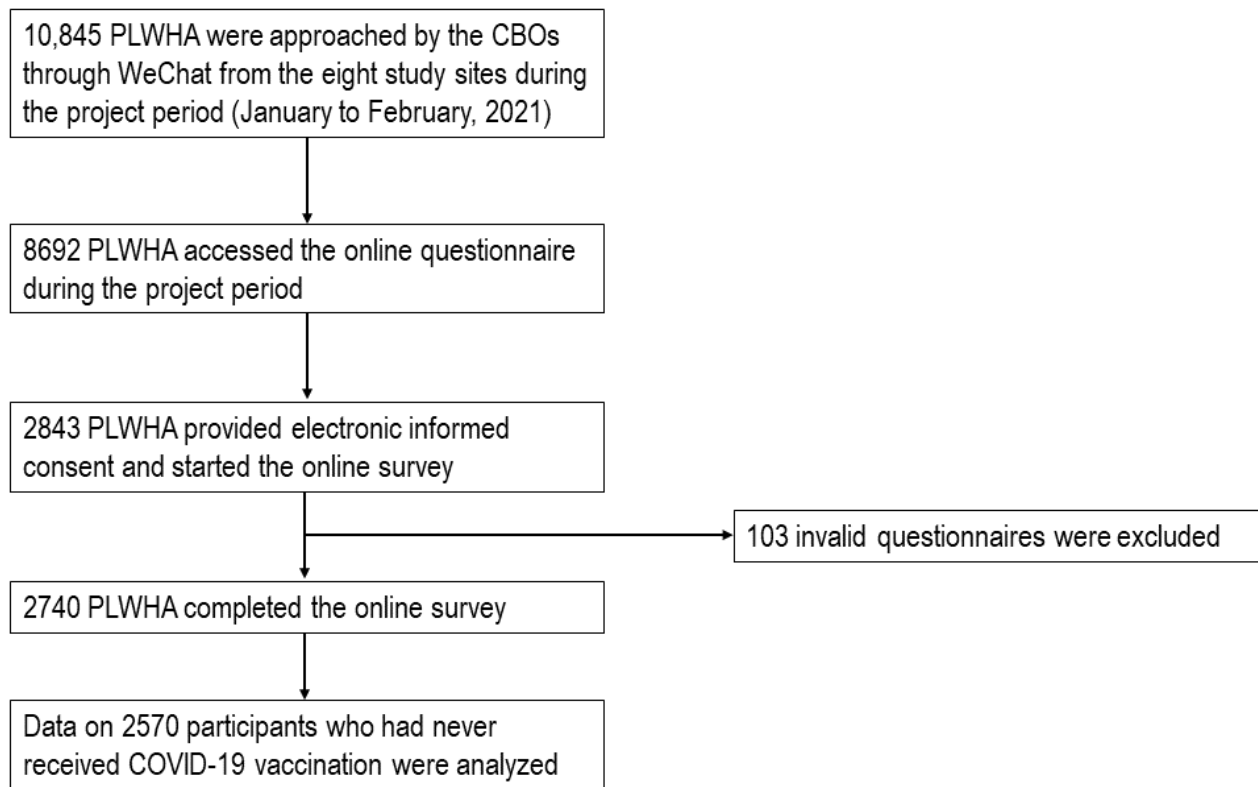 10,845 PLWHA were approached by the CBOs
through WeChat from the eight study sites during
the project period (January to February, 2021)
8692 PLWHA accessed the online questionnaire
during the project period
2843 PLWHA provided electronic informed
consent and started the online survey
103 invalid questionnaires were excluded
2740 PLWHA completed the online survey
Data on 2570 participants who had never
received COVID-19 vaccination were analyzed